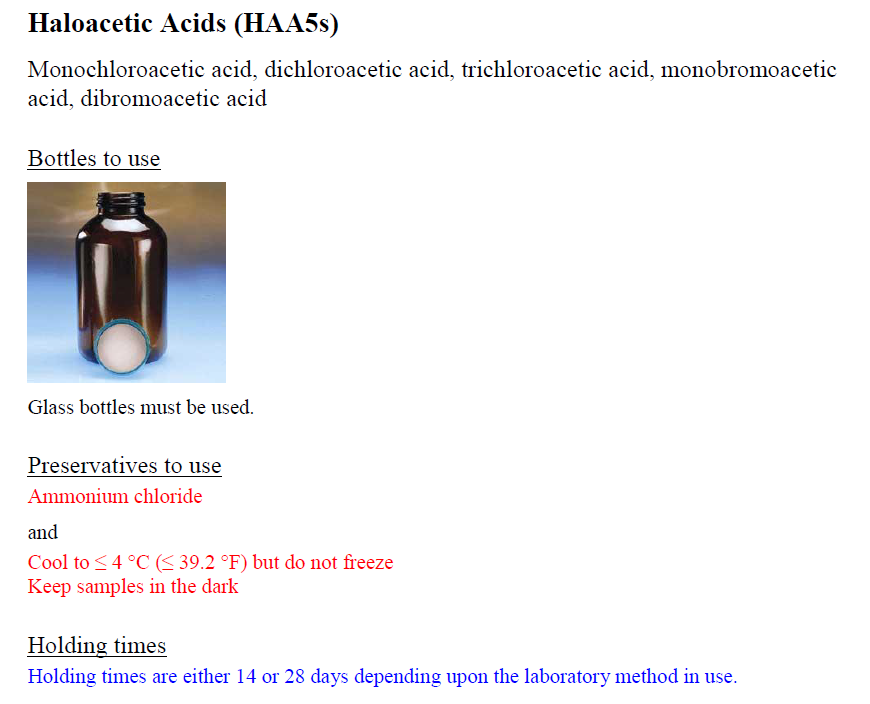 Haloacetic Acids (HAA5s)
Monochloroacetic acid, dichloroacetic acid, trichloroacetic acid, monobromoacetic
acid, dibromoacetic acid
Bottles to use
Glass bottles must be used.
Preservatives to use
Ammonium chloride
and
Cool to ≤ 4 °C (≤ 39.2 °F) but do not freeze
Keep samples in the dark
Holding times
Holding times are either 14 or 28 days depending upon the laboratory method in use.